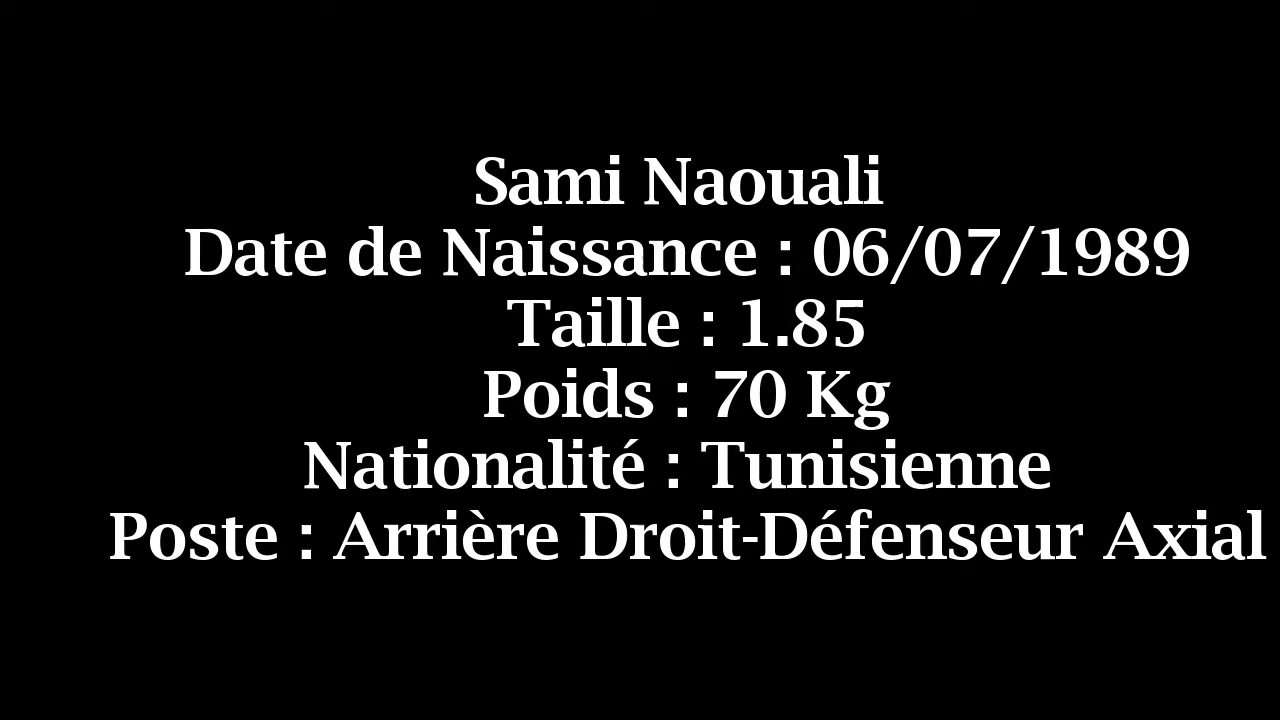 Sami Naouali
Date de Naissance : 06/07/1989
Taille : 1.85
Poids : 70 Kg
Nationalité : Tunisienne
Poste : Arrière Droit-Défenseur Axial